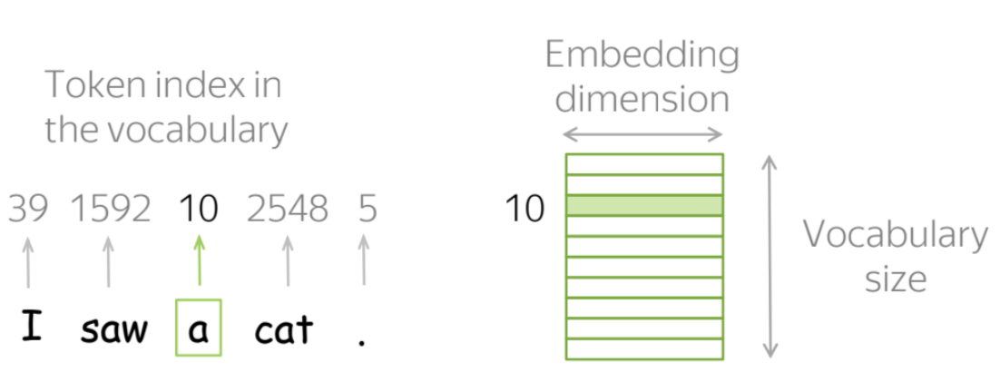 Token index in
the vocabulary
39 1592 10 2548 5
I saw a cat .
Embedding
dimension
10
Vocabulary
size